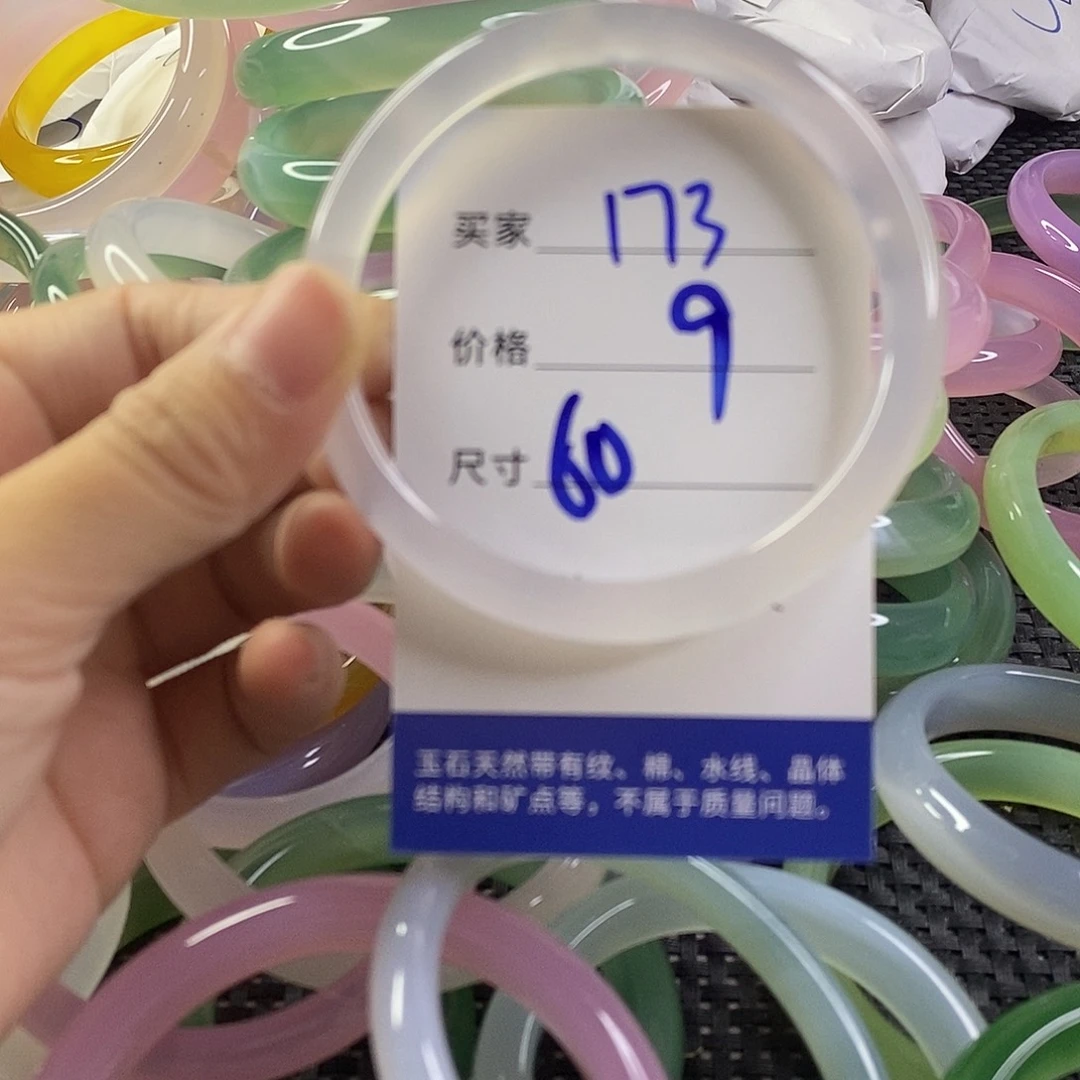 买家 173
价格 9
尺寸 60
玉石天然带有纹、棉、水线、晶体
结构和矿点等，不属于质量问题。